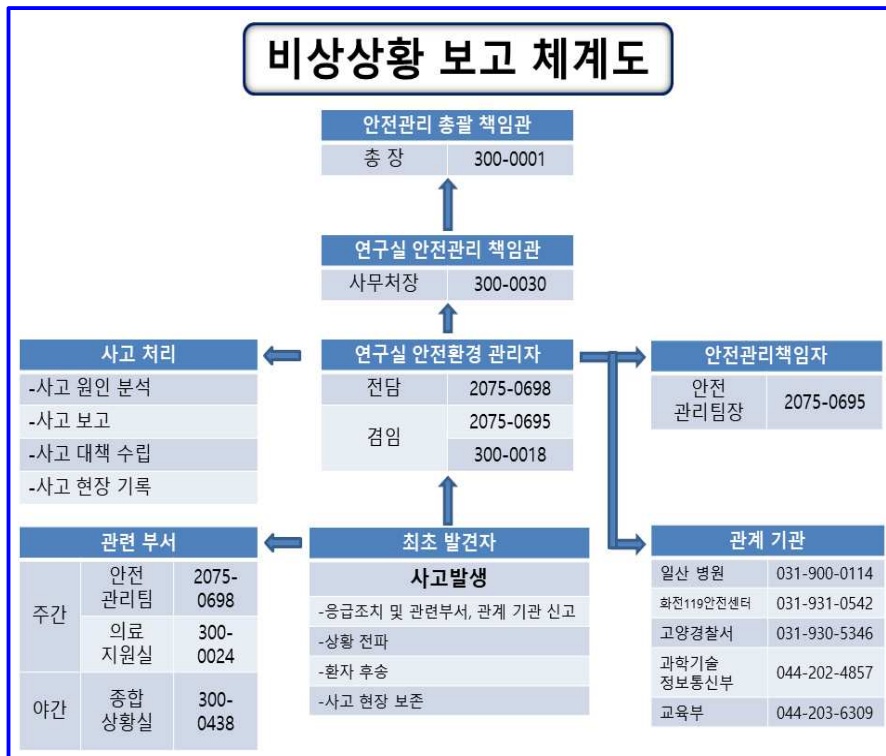 비상상황 보고 체계도
안전관리 총괄 책임관
총 장 300-0001
연구실 안전관리 책임관
사무처장 300-0030
사고 처리
-사고 원인 분석
-사고 보고
-사고 대책 수립
-사고 현장 기록
연구실 안전환경 관리자
전담 2075-0698
겸임 2075-0695
300-0018
안전관리책임자
안전
관리팀장 2075-0695
관련 부서
주간
안전
관리팀
2075-
0698
의료
지원실
300-
0024
야간
종합
상황실
300-
0438
최초 발견자
사고발생
-응급조치 및 관련부서, 관계 기관 신고
-상황 전파
-환자 후송
-사고 현장 보존
관계 기관
일산 병원 031-900-0114
화전119안전센터 031-931-0542
고양경찰서 031-930-5346
과학기술
정보통신부 044-202-4857
교육부 044-203-6309